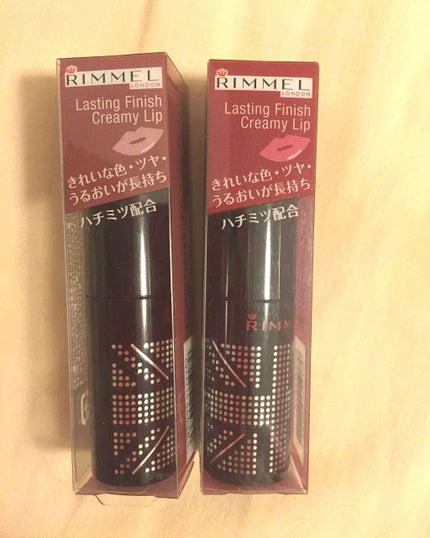 RIMMEL
LONDON
Lasting Finish
Creamy Lip
きれいな色・ツヤ・
うるおいが長持ち
ハチミツ配合
RIMMEL
LONDON
Lasting Finish
Creamy Lip
きれいな色・ツヤ・
うるおいが長持ち
ハチミツ配合
RIMM